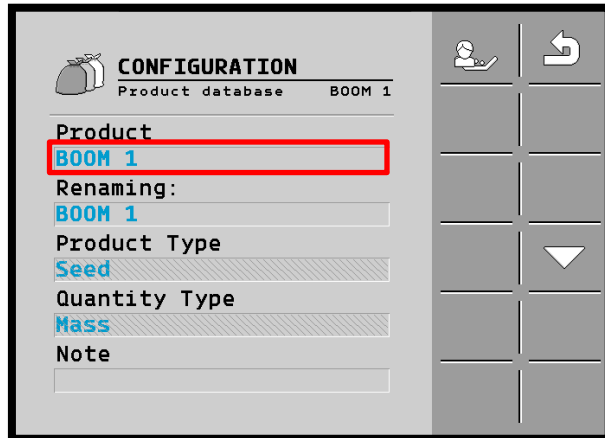 CONFIGURATION
Product database BOOM 1
Product
BOOM 1
Renaming:
BOOM 1
Product Type
Seed
Quantity Type
Mass
Note